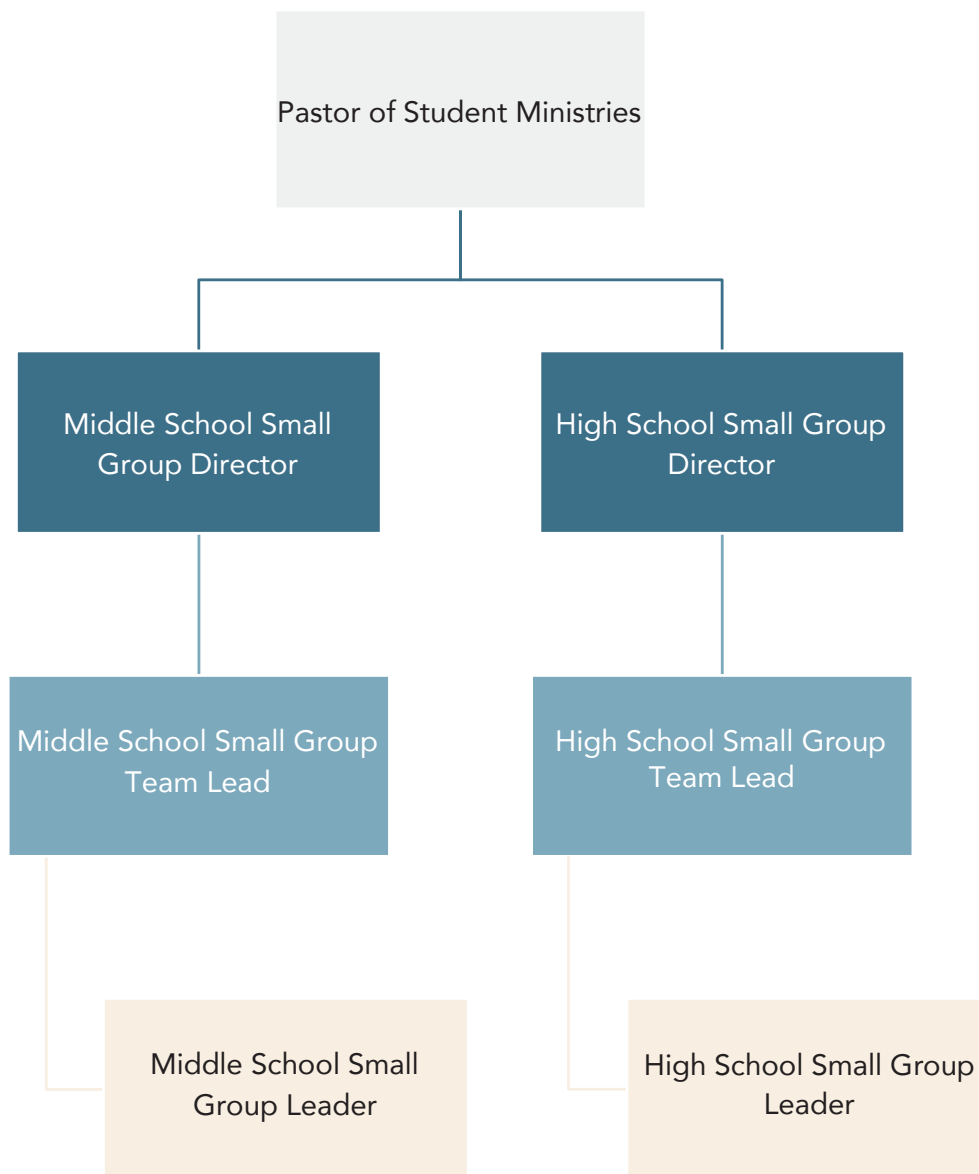 Pastor of Student Ministries
Middle School Small
Group Director
High School Small Group
Director
Middle School Small Group
Team Lead
High School Small Group
Team Lead
Middle School Small
Group Leader
High School Small Group
Leader